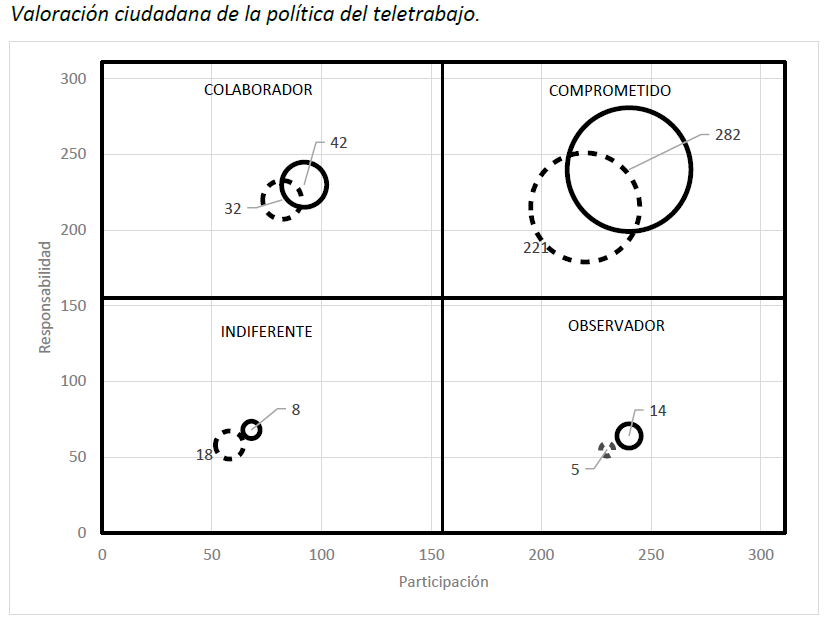 Valoración ciudadana de la política del teletrabajo.
300
COLABORADOR
COMPROMETIDO
42
282
250
32
200
221
Responsabilidad
150
INDIFERENTE
OBSERVADOR
100
8
14
18
50
5
0
0 50 100 150 200 250 300
Participación